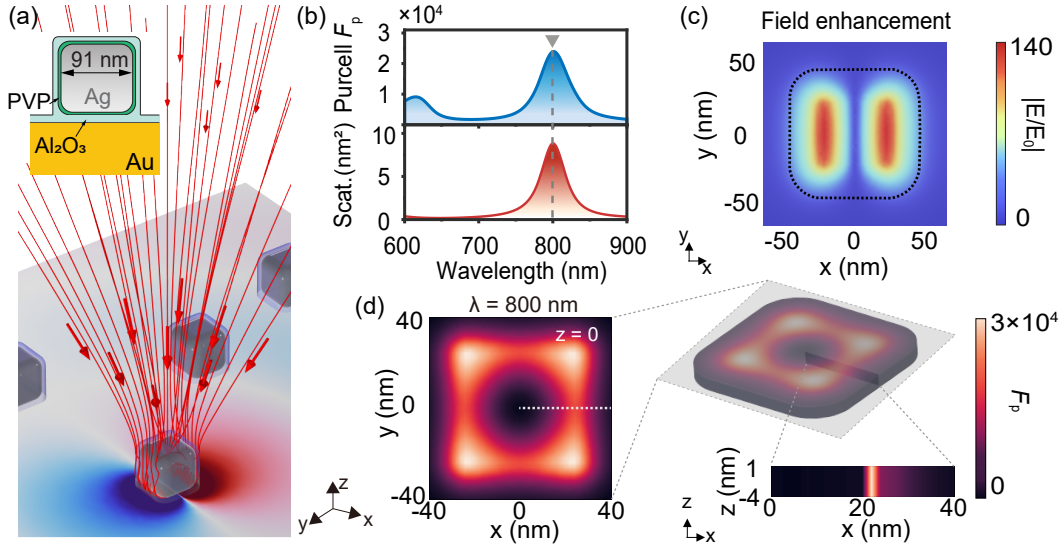 (a)
91 nm
PVP
Ag
Al₂O₃
Au
z
y
x
(b)
×10⁴
Purcell Fₚ
3
2
1
Scat.(nm²)
10
5
0
600
700
800
900
Wavelength (nm)
(c)
Field enhancement
50
0
-50
y (nm)
-50
0
50
x (nm)
140
0
|E/E₀|
y
x
(d)
λ = 800 nm
z = 0
40
0
-40
y (nm)
-40
0
40
x (nm)
3×10⁴
0
Fₚ
1
-4
z (nm)
0
20
40
x (nm)
z
x